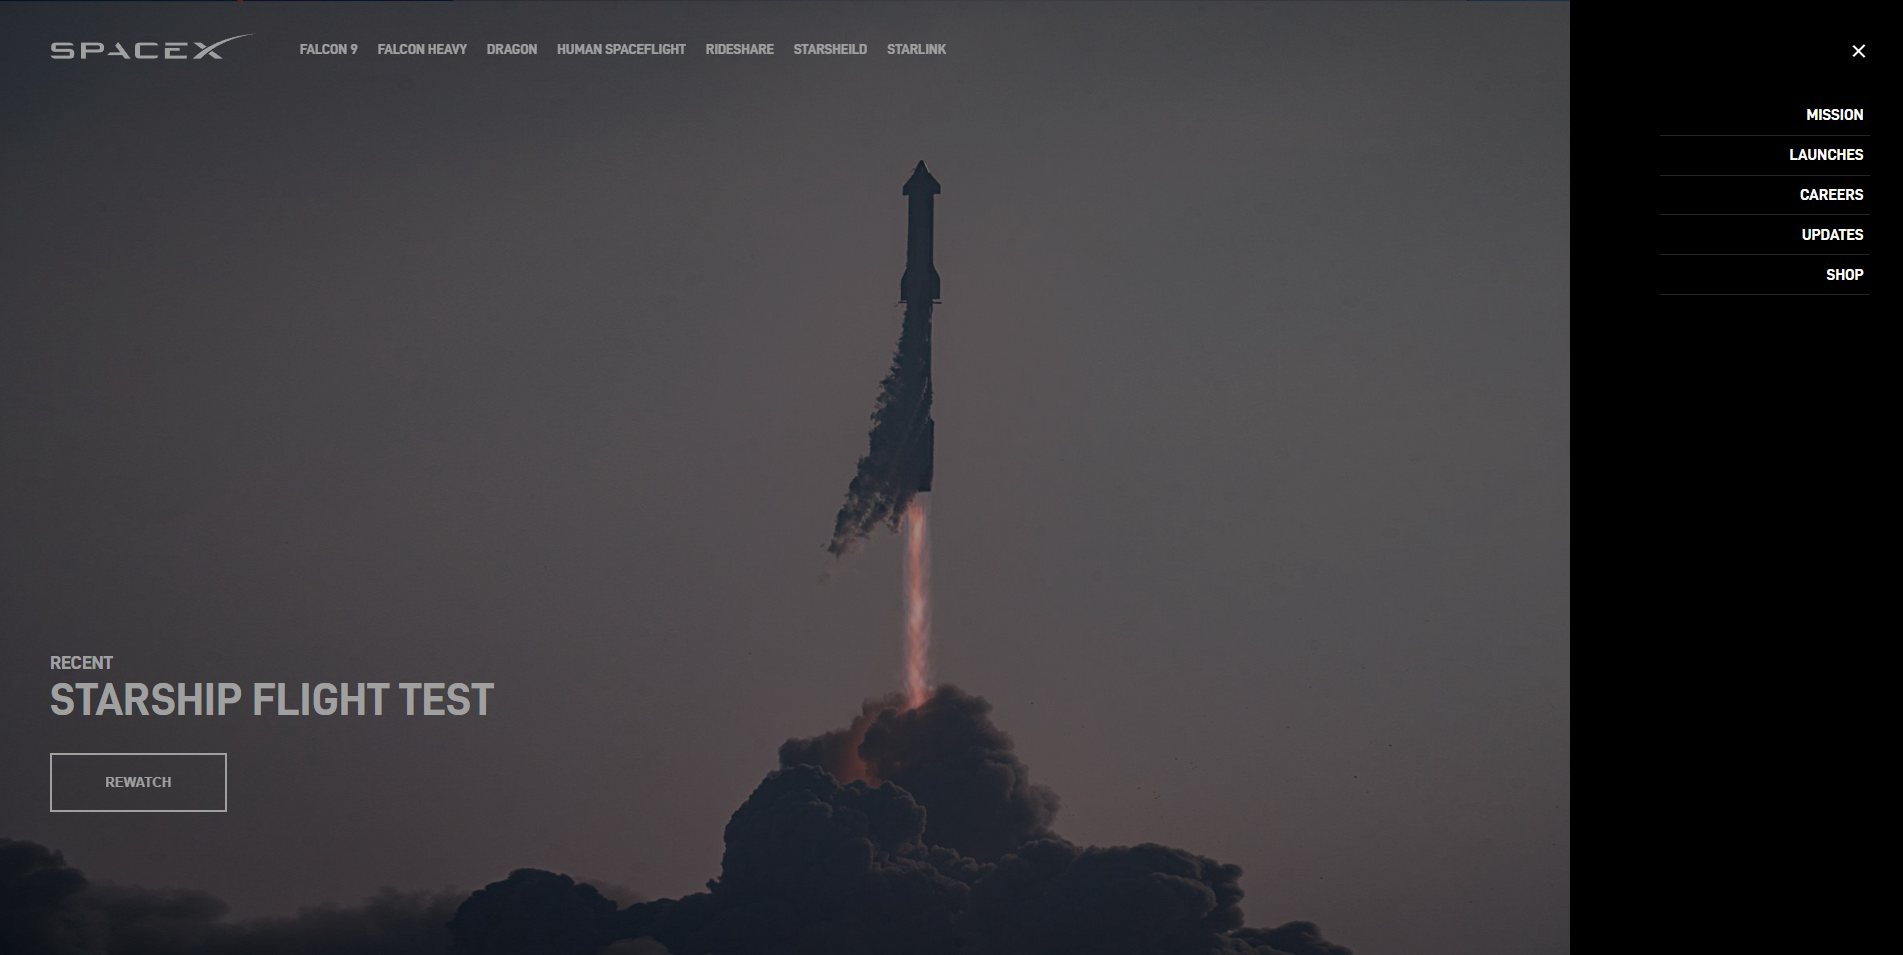 SPACEX
FALCON 9 FALCON HEAVY DRAGON HUMAN SPACEFLIGHT RIDESHARE STARSHEILD STARLINK
MISSION
LAUNCHES
CAREERS
UPDATES
SHOP
RECENT
STARSHIP FLIGHT TEST
REWATCH